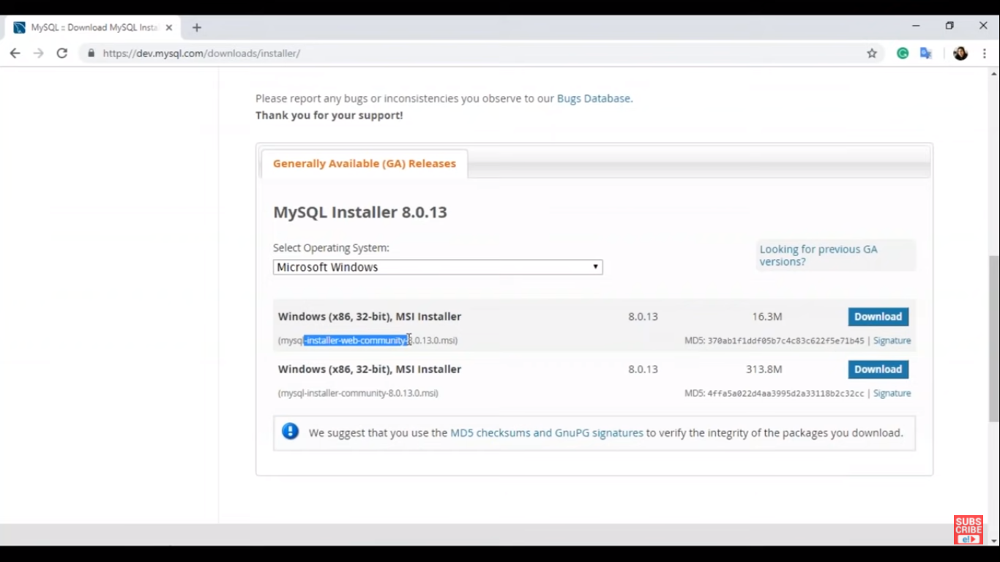 MySQL :: Download MySQL Insta
https://dev.mysql.com/downloads/installer/
Please report any bugs or inconsistencies you observe to our Bugs Database.
Thank you for your support!
Generally Available (GA) Releases
MySQL Installer 8.0.13
Select Operating System:
Microsoft Windows
Looking for previous GA
versions?
Windows (x86, 32-bit), MSI Installer 8.0.13 16.3M Download
(mysql-installer-web-community-8.0.13.0.msi) MD5: 370ab1f1ddf05b7c4c83c622f5e71b45 | Signature
Windows (x86, 32-bit), MSI Installer 8.0.13 313.8M Download
(mysql-installer-community-8.0.13.0.msi) MD5: 4ffa5a022d4aa3995d2a33118b2c32cc | Signature
We suggest that you use the MD5 checksums and GnuPG signatures to verify the integrity of the packages you download.
SUBS
CRIBE
e!